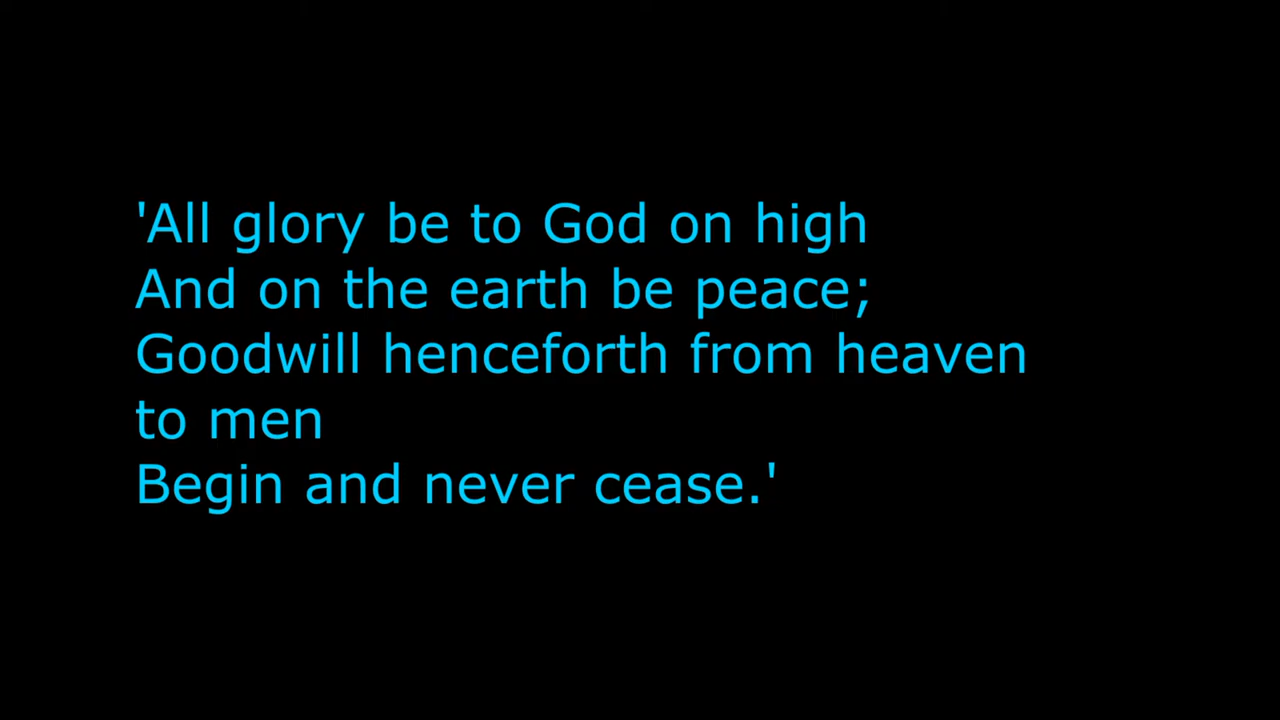 'All glory be to God on high
And on the earth be peace;
Goodwill henceforth from heaven
to men
Begin and never cease.'